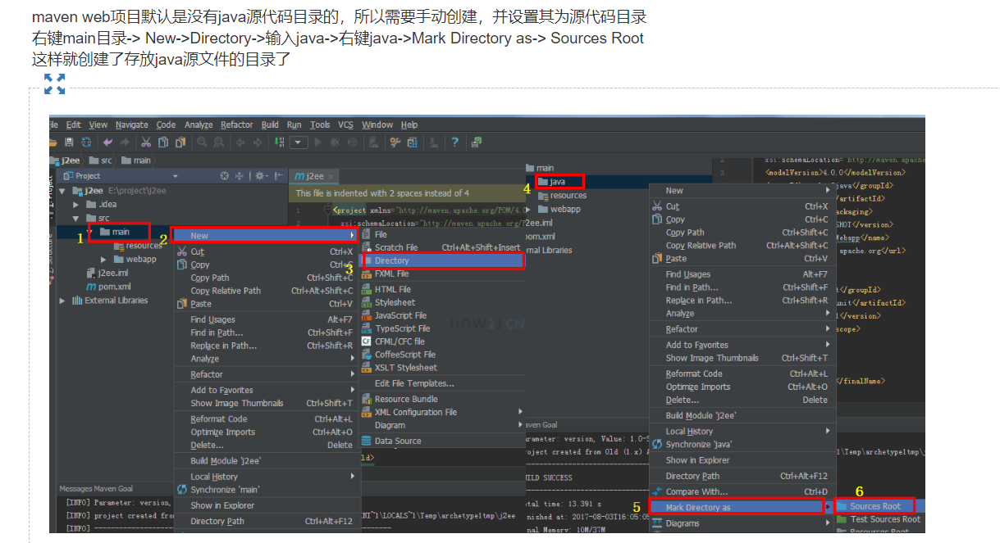 maven web项目默认是没有java源代码目录的，所以需要手动创建，并设置其为源代码目录
右键main目录-> New->Directory->输入java->右键java->Mark Directory as-> Sources Root
这样就创建了存放java源文件的目录了
File Edit View Navigate Code Analyze Refactor Build Run Tools VCS Window Help
j2ee src main
Project
j2ee E:\project\j2ee
.idea
src
1 main
resources
webapp
j2ee.iml
pom.xml
External Libraries
m j2ee
This file is indented with 2 spaces instead of 4
1 <project xmlns="http://maven.apache.org/POM/4.0
2 xsi:schemaLocation="http://maven.apache.org/
2 New
Cut Ctrl+X
Copy
Copy Path Ctrl+Shift+C
Copy Relative Path Ctrl+Alt+Shift+C
Paste Ctrl+V
Find Usages Alt+F7
Find in Path... Ctrl+Shift+F
Replace in Path... Ctrl+Shift+R
Analyze
Refactor
Add to Favorites
Show Image Thumbnails Ctrl+Shift+T
Reformat Code Ctrl+Alt+L
Optimize Imports Ctrl+Alt+O
Delete... Delete
Build Module 'j2ee'
Local History
Synchronize 'main'
Show in Explorer
Directory Path Ctrl+Alt+F12
File
Scratch File Ctrl+Alt+Shift+Insert
3 Directory
FXML File
HTML File
Stylesheet
JavaScript File
TypeScript File
CFML/CFC file
CoffeeScript File
XSLT Stylesheet
Edit File Templates...
Resource Bundle
XML Configuration File
Diagram
Data Source
HOW2J.CN
Messages Maven Goal
[INFO] Parameter: version,
[INFO] project created from
[INFO]
NI~1\LOCALS~1\Temp\archetypetmp\j2ee
main
4 java
resources
webapp
j2ee.iml
pom.xml
External Libraries
2 xsi:schemaLocation="http://maven.apache
3 <modelVersion>4.0.0</modelVersion>
java</groupId>
artifactId>
packaging>
SHOT</version>
Webapp</name>
apache.org</url>
</groupId>
unit</artifactId>
</version>
scope>
</finalName>
New
Cut Ctrl+X
Copy Ctrl+C
Copy Path Ctrl+Shift+C
Copy Relative Path Ctrl+Alt+Shift+C
Paste Ctrl+V
Find Usages Alt+F7
Find in Path... Ctrl+Shift+F
Replace in Path... Ctrl+Shift+R
Analyze
Refactor
Add to Favorites
Show Image Thumbnails Ctrl+Shift+T
Reformat Code Ctrl+Alt+L
Optimize Imports Ctrl+Alt+O
Delete... Delete
Build Module 'j2ee'
Local History
Synchronize 'java'
Show in Explorer
Directory Path Ctrl+Alt+F12
Compare With... Ctrl+D
5 Mark Directory as
Diagrams
6
Sources Root
Test Sources Root
Resources Root
Maven Goal
Parameter: version, Value: 1.0-S
project created from Old (1.x) A
BUILD SUCCESS
Total time: 13.391 s
Finished at: 2017-08-03T16:05:05
Final Memory: 10M/37M
1\Temp\archetypetmp\j